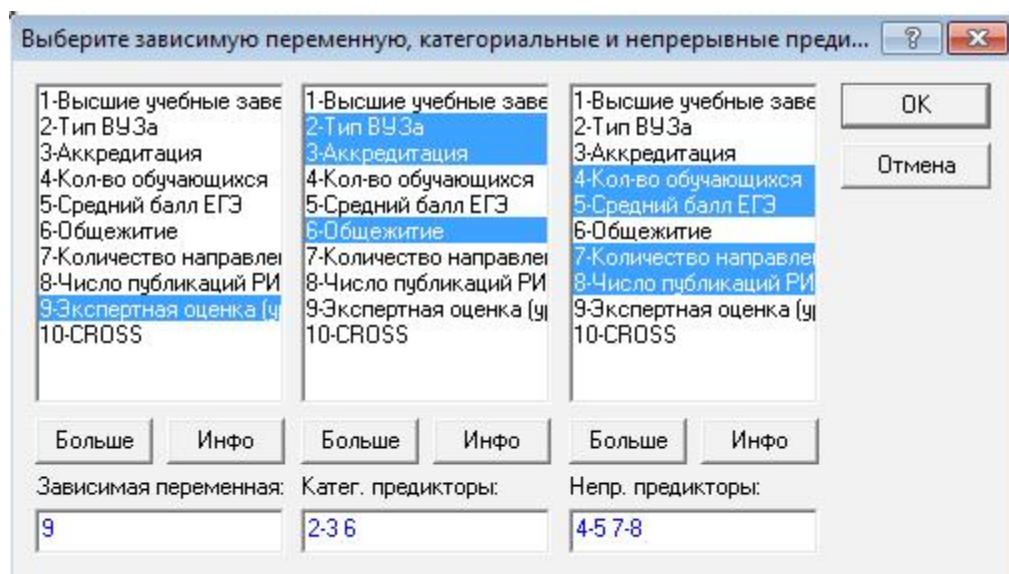 Выберите зависимую переменную, категориальные и непрерывные преди...
1-Высшие учебные заве
2-Тип ВУЗа
3-Аккредитация
4-Кол-во обучающихся
5-Средний балл ЕГЭ
6-Общежитие
7-Количество направлен
8-Число публикаций РИ
9-Экспертная оценка (у
10-CROSS
1-Высшие учебные заве
2-Тип ВУЗа
3-Аккредитация
4-Кол-во обучающихся
5-Средний балл ЕГЭ
6-Общежитие
7-Количество направлен
8-Число публикаций РИ
9-Экспертная оценка (у
10-CROSS
1-Высшие учебные заве
2-Тип ВУЗа
3-Аккредитация
4-Кол-во обучающихся
5-Средний балл ЕГЭ
6-Общежитие
7-Количество направлен
8-Число публикаций РИ
9-Экспертная оценка (у
10-CROSS
OK
Отмена
Больше Инфо Больше Инфо Больше Инфо
Зависимая переменная: Катег. предикторы: Непр. предикторы:
9 2-3 6 4-5 7-8